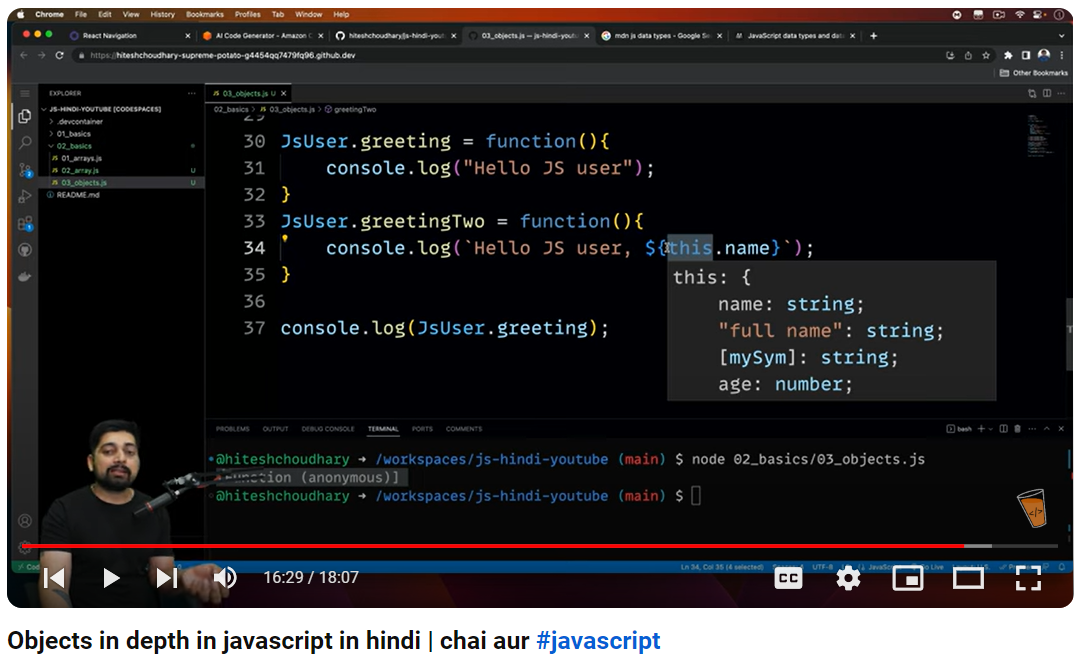 Chrome File Edit View History Bookmarks Profiles Tab Window Help
React Navigation
AI Code Generator - Amazon C
hiteshchoudhary/js-hindi-yout
03_objects.js — js-hindi-yout
mdn js data types - Google Se
JavaScript data types and dat
https://hiteshchoudhary-supreme-potato-g4454qq7479fq96.github.dev
Other Bookmarks
EXPLORER
JS-HINDI-YOUTUBE [CODESPACES]
.devcontainer
01_basics
02_basics
JS 01_arrays.js
JS 02_array.js U
JS 03_objects.js U
README.md
JS 03_objects.js U
02_basics > JS 03_objects.js > greetingTwo
29
30 JsUser.greeting = function(){
31 console.log("Hello JS user");
32 }
33 JsUser.greetingTwo = function(){
34 console.log(`Hello JS user, ${this.name}`);
35 }
36
37 console.log(JsUser.greeting);
this: {
name: string;
"full name": string;
[mySym]: string;
age: number;
PROBLEMS OUTPUT DEBUG CONSOLE TERMINAL PORTS COMMENTS
bash
@hiteshchoudhary → /workspaces/js-hindi-youtube (main) $ node 02_basics/03_objects.js
[Function (anonymous)]
@hiteshchoudhary → /workspaces/js-hindi-youtube (main) $
</>
Ln 34, Col 35 (4 selected)
UTF-8
16:29 / 18:07
CC
Objects in depth in javascript in hindi | chai aur #javascript